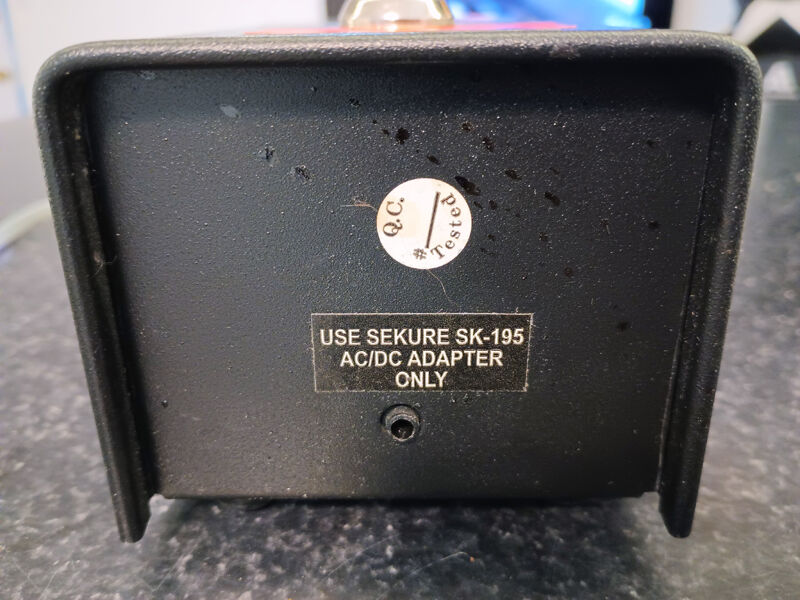 Q.C.
# Tested
USE SEKURE SK-195
AC/DC ADAPTER
ONLY